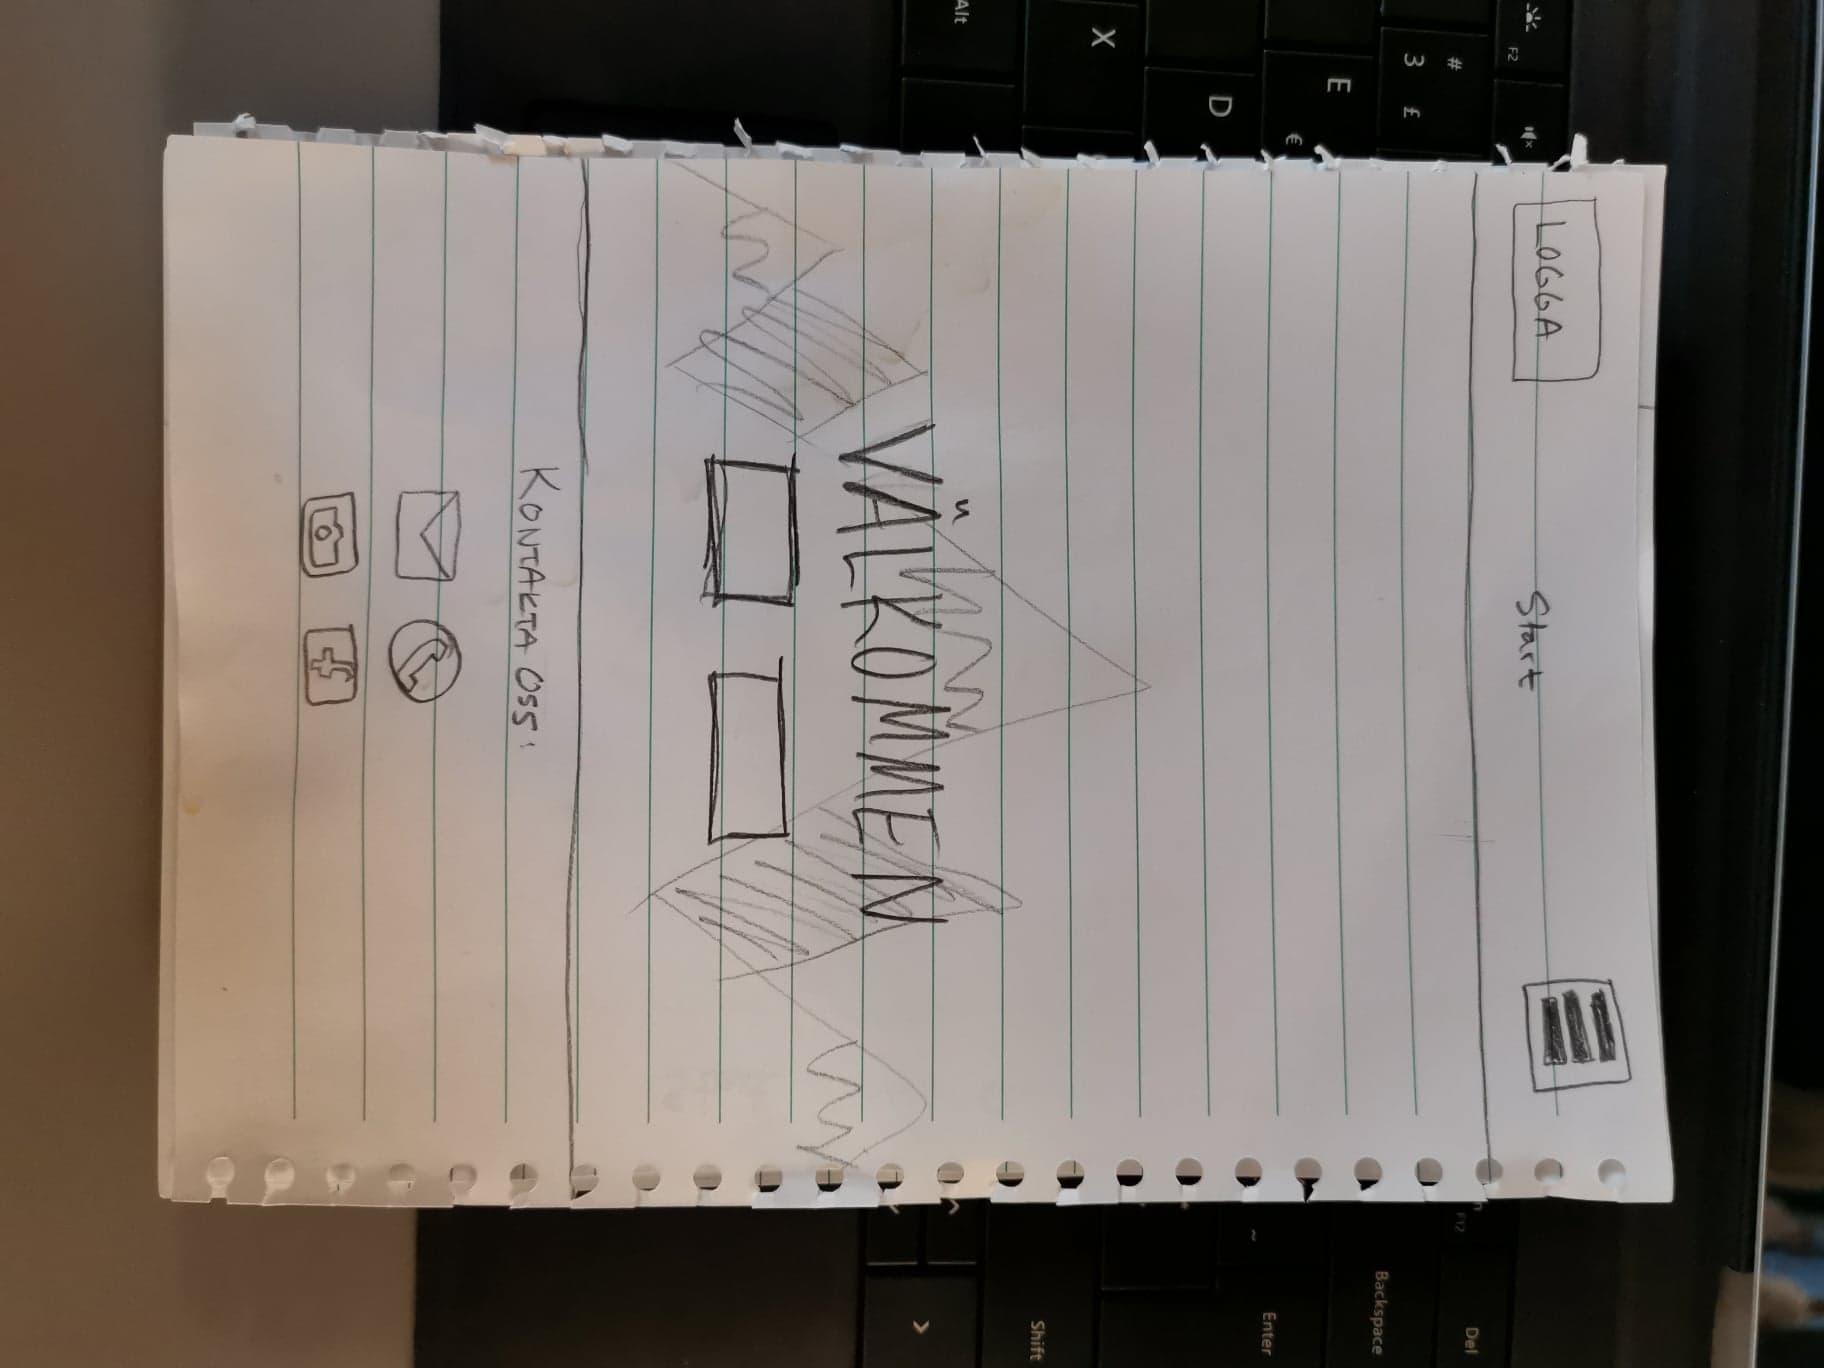 LOGGA
Start
VÄLKOMMEN
KONTAKTA OSS:
F2
#
3 £
E
€
D
X
Alt
F12
Del
Backspace
Enter
~
Shift